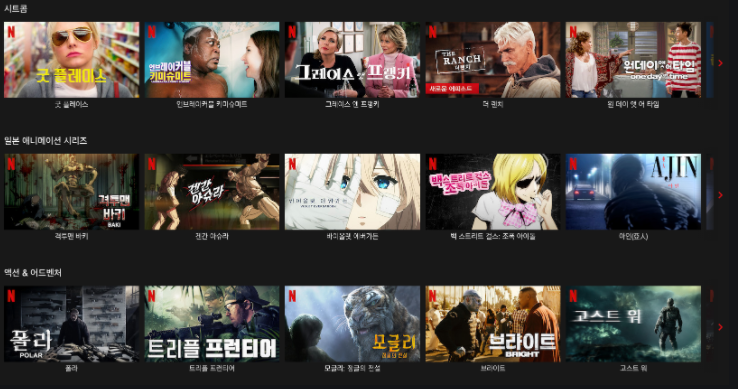 시트콤
굿 플레이스
언브레이커블 키미슈미트
그레이스 앤 프랭키
THE RANCH
더 랜치
새로운 에피소드
원데이 앳 어 타임
one day at a time
굿 플레이스
언브레이커블 키미슈미트
그레이스 앤 프랭키
더 랜치
원 데이 앳 어 타임
일본 애니메이션 시리즈
격투맨 바키
BAKI
켄간 아슈라
바이올렛 에버가든
백 스트리트 걸스
조폭 아이돌
AJIN
격투맨 바키
켄간 아슈라
바이올렛 에버가든
백 스트리트 걸스: 조폭 아이돌
아인(亞人)
액션 & 어드벤처
폴라
POLAR
트리플 프런티어
모글리
정글의 전설
브라이트
BRIGHT
고스트 워
폴라
트리플 프런티어
모글리: 정글의 전설
브라이트
고스트 워